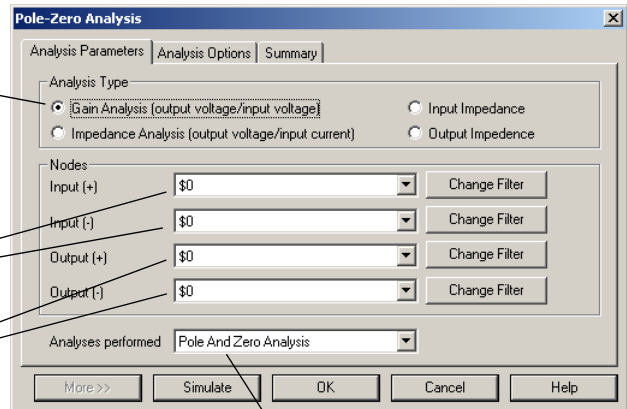 Pole-Zero Analysis
Analysis Parameters Analysis Options Summary
Analysis Type
Gain Analysis (output voltage/input voltage) Input Impedance
Impedance Analysis (output voltage/input current) Output Impedence
Nodes
Input (+) $0 Change Filter
Input (-) $0 Change Filter
Output (+) $0 Change Filter
Output (-) $0 Change Filter
Analyses performed Pole And Zero Analysis
More >> Simulate OK Cancel Help